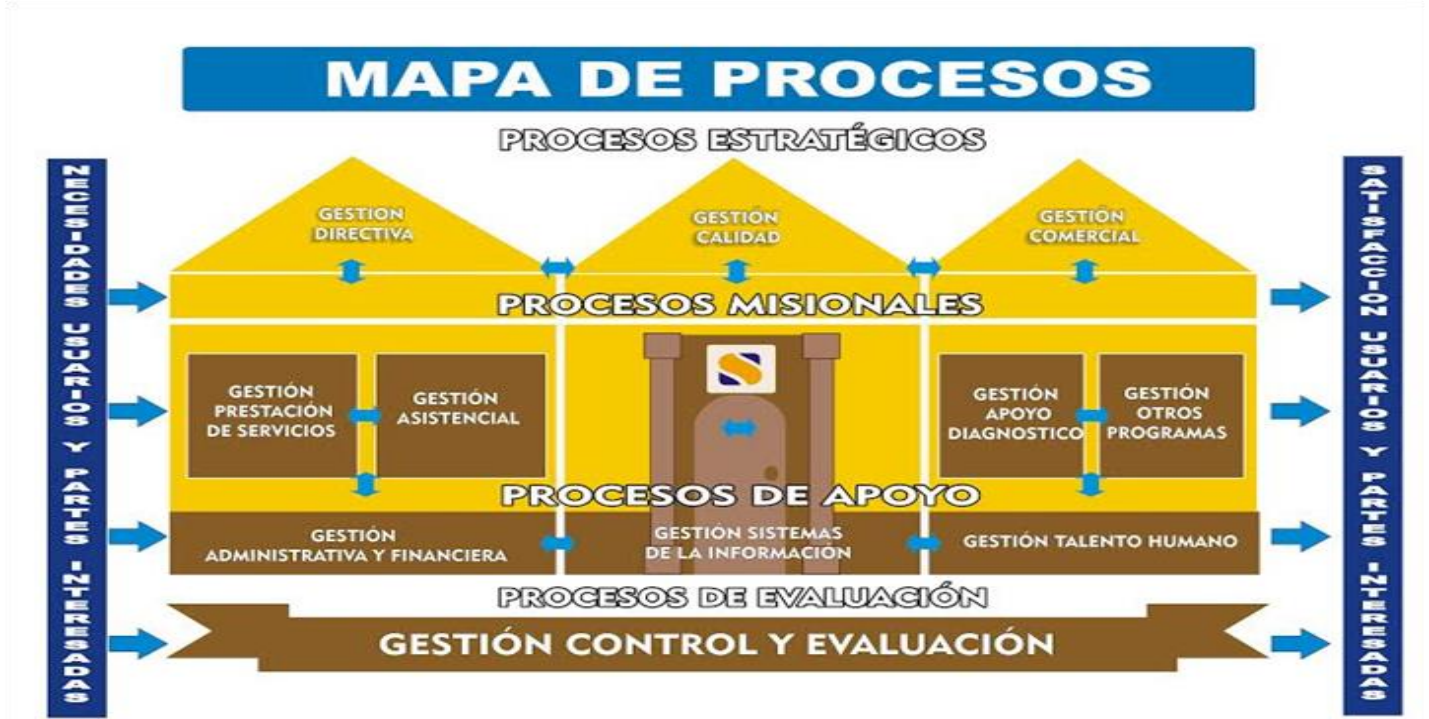 MAPA DE PROCESOS
PROCESOS ESTRATÉGICOS
NECESIDADES USUARIOS Y PARTES INTERESADAS
SATISFACCION USUARIOS Y PARTES INTERESADAS
GESTION
DIRECTIVA
GESTIÓN
CALIDAD
GESTIÓN
COMERCIAL
PROCESOS MISIONALES
GESTIÓN
PRESTACIÓN
DE SERVICIOS
GESTIÓN
ASISTENCIAL
S
GESTIÓN
APOYO
DIAGNOSTICO
GESTIÓN
OTROS
PROGRAMAS
PROCESOS DE APOYO
GESTIÓN
ADMINISTRATIVA Y FINANCIERA
GESTIÓN SISTEMAS
DE LA INFORMACIÓN
GESTIÓN TALENTO HUMANO
PROCESOS DE EVALUACIÓN
GESTIÓN CONTROL Y EVALUACIÓN